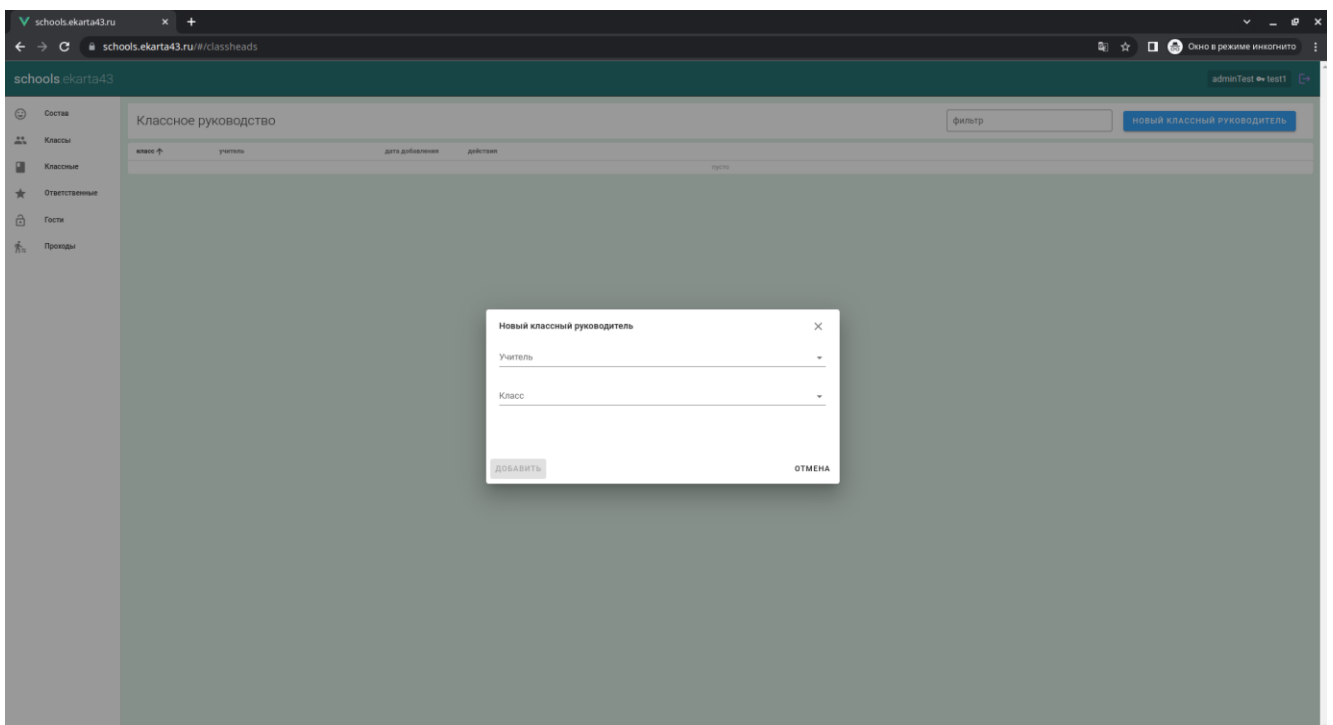 schools.ekarta43.ru
schools.ekarta43.ru/#/classheads
Окно в режиме инкогнито
schools.ekarta43
adminTest test1
Состав
Классы
Классные
Ответственные
Гости
Проходы
Классное руководство
фильтр
НОВЫЙ КЛАССНЫЙ РУКОВОДИТЕЛЬ
класс учитель дата добавления действия
пусто
Новый классный руководитель
Учитель
Класс
ДОБАВИТЬ ОТМЕНА